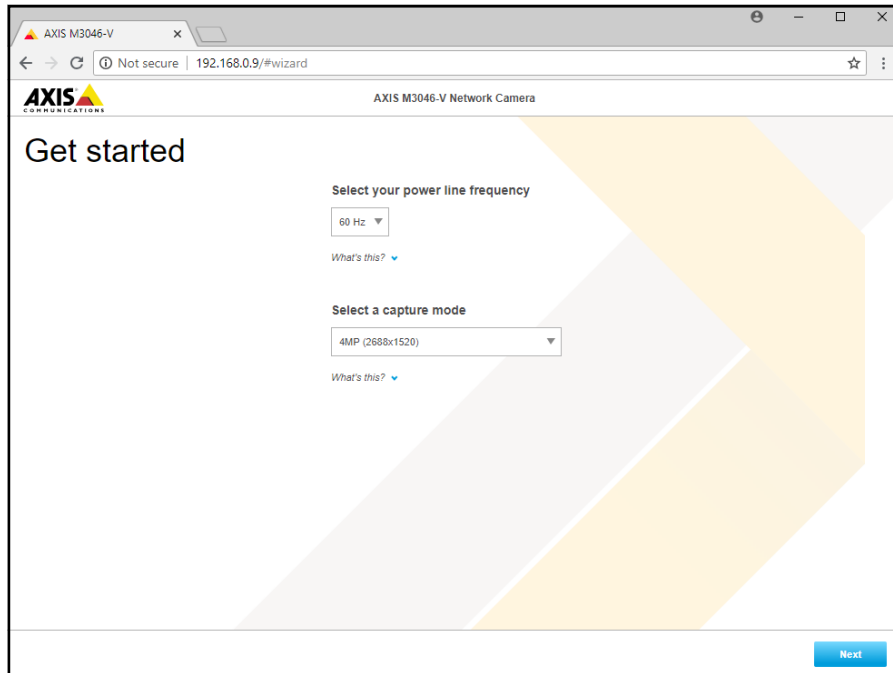 AXIS M3046-V
Not secure | 192.168.0.9/#wizard
AXIS
COMMUNICATIONS
AXIS M3046-V Network Camera
Get started
Select your power line frequency
60 Hz
What's this?
Select a capture mode
4MP (2688x1520)
What's this?
Next